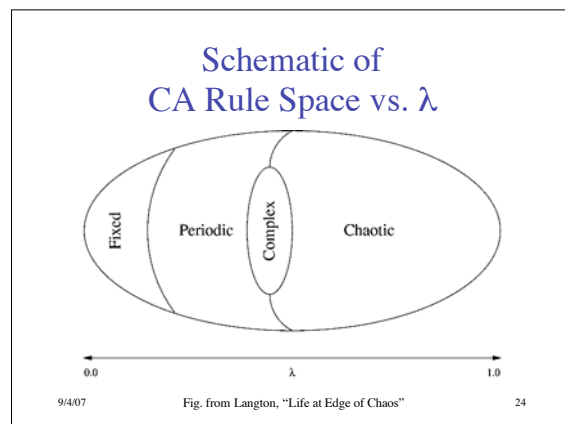 Schematic of
CA Rule Space vs. λ
Fixed
Periodic
Complex
Chaotic
0.0 λ 1.0
9/4/07 Fig. from Langton, “Life at Edge of Chaos” 24